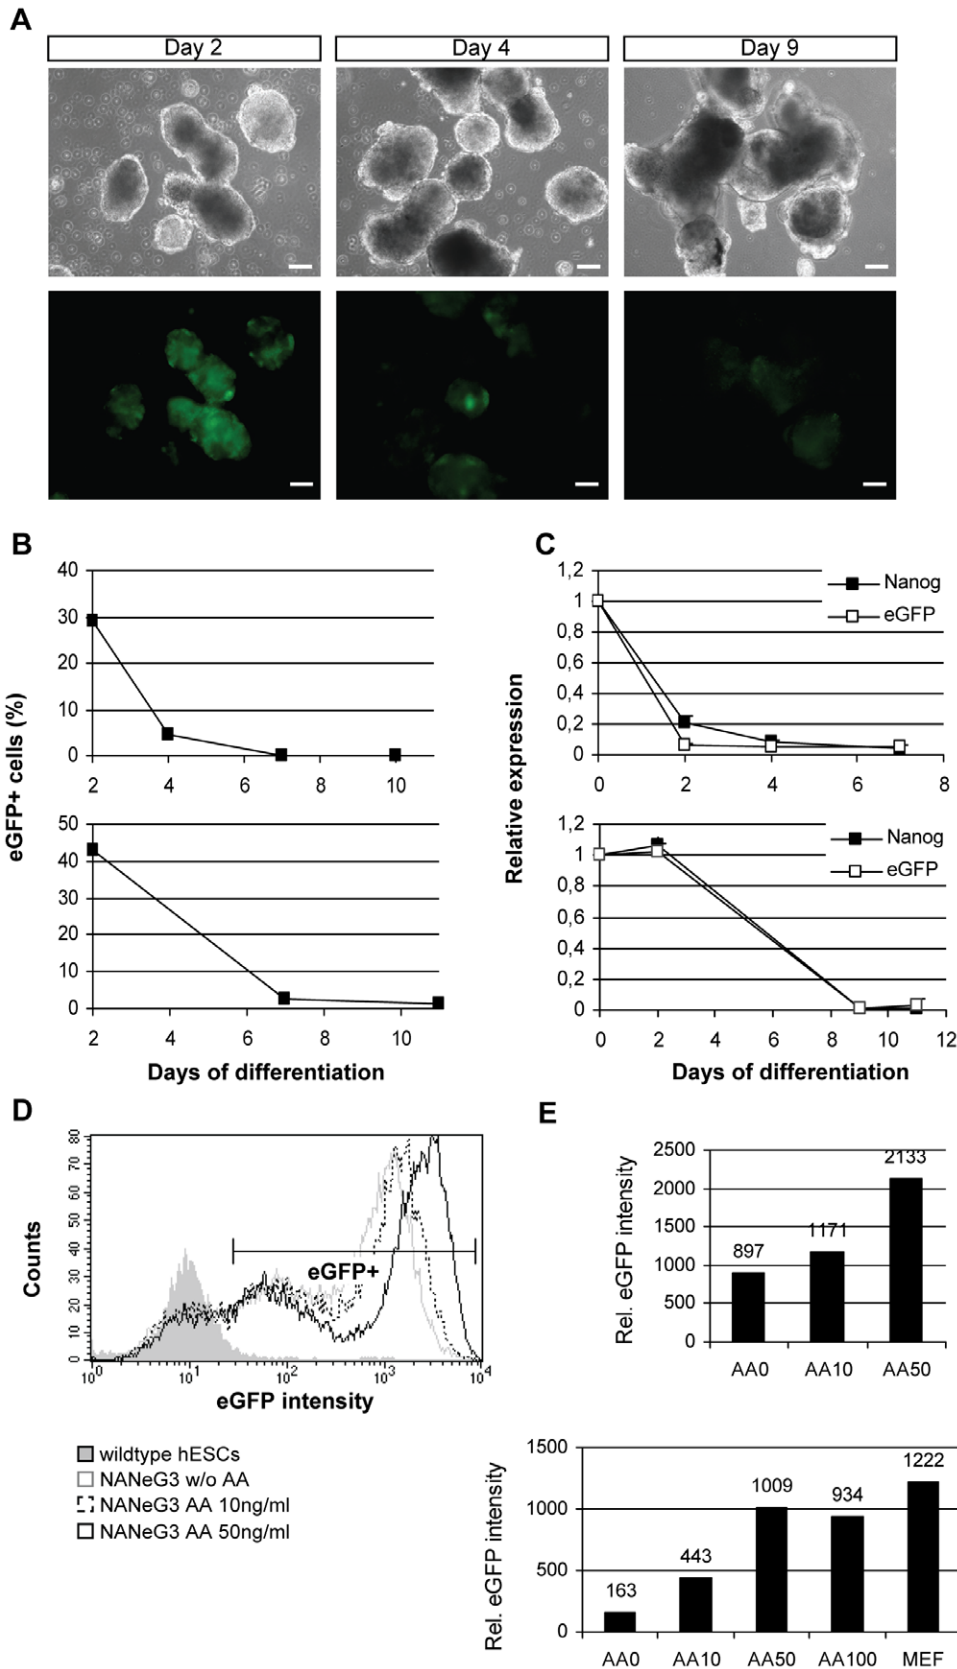 A
Day 2 Day 4 Day 9
B
40
30
20
10
0
2 4 6 8 10
50
40
30
20
10
0
2 4 6 8 10
eGFP+ cells (%)
Days of differentiation
C
1,2
1
0,8
0,6
0,4
0,2
0
0 2 4 6 8
Nanog
eGFP
1,2
1
0,8
0,6
0,4
0,2
0
0 2 4 6 8 10 12
Nanog
eGFP
Relative expression
Days of differentiation
D
80
70
60
50
40
30
20
10
0
Counts
eGFP+
10^0 10^1 10^2 10^3 10^4
eGFP intensity
wildtype hESCs
NANeG3 w/o AA
NANeG3 AA 10ng/ml
NANeG3 AA 50ng/ml
E
Rel. eGFP intensity
2500
2000
1500
1000
500
0
897 1171 2133
AA0 AA10 AA50
Rel. eGFP intensity
1500
1000
500
0
163 443 1009 934 1222
AA0 AA10 AA50 AA100 MEF